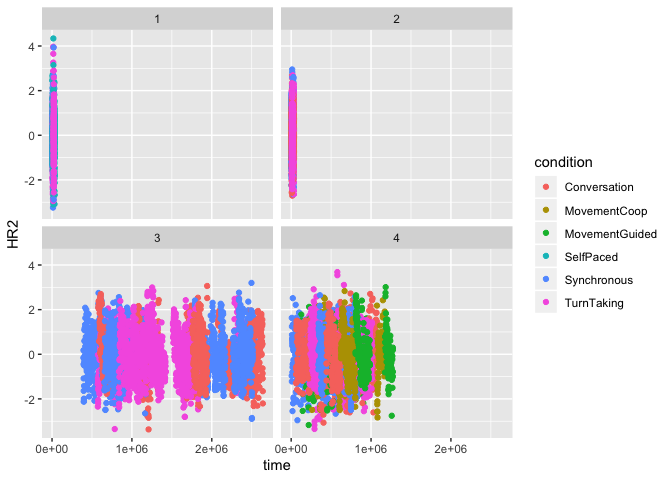 1
2
4
2
0
-2
HR2
3
4
4
2
0
-2
0e+00
1e+06
2e+06
0e+00
1e+06
2e+06
time
condition
Conversation
MovementCoop
MovementGuided
SelfPaced
Synchronous
TurnTaking